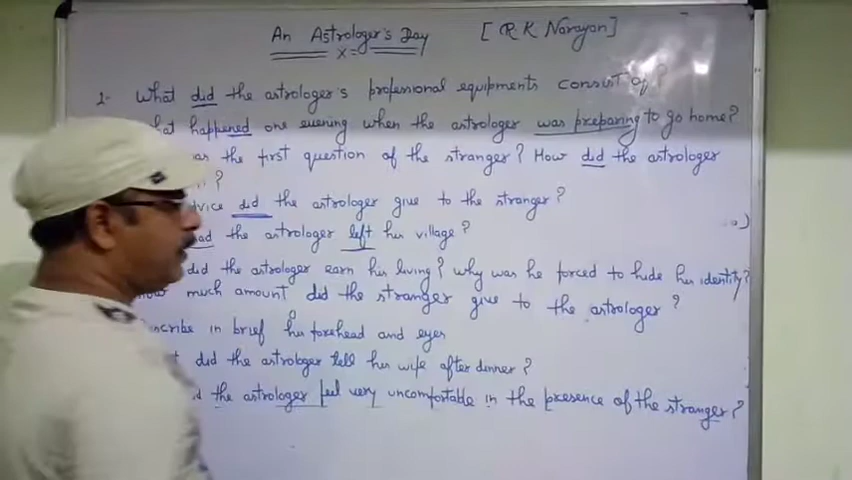 An Astrologer's Day [R K Narayan]
1. What did the astrologer's professional equipments consist of?
happened one evening when the astrologer was preparing to go home?
the first question of the stranger? How did the astrologer
?
did the astrologer give to the stranger?
the astrologer left his village?
did the astrologer earn his living? why was he forced to hide his identity?
much amount did the stranger give to the astrologer?
in brief his forehead and eyes
did the astrologer tell his wife after dinner?
the astrologer feel very uncomfortable in the presence of the stranger?